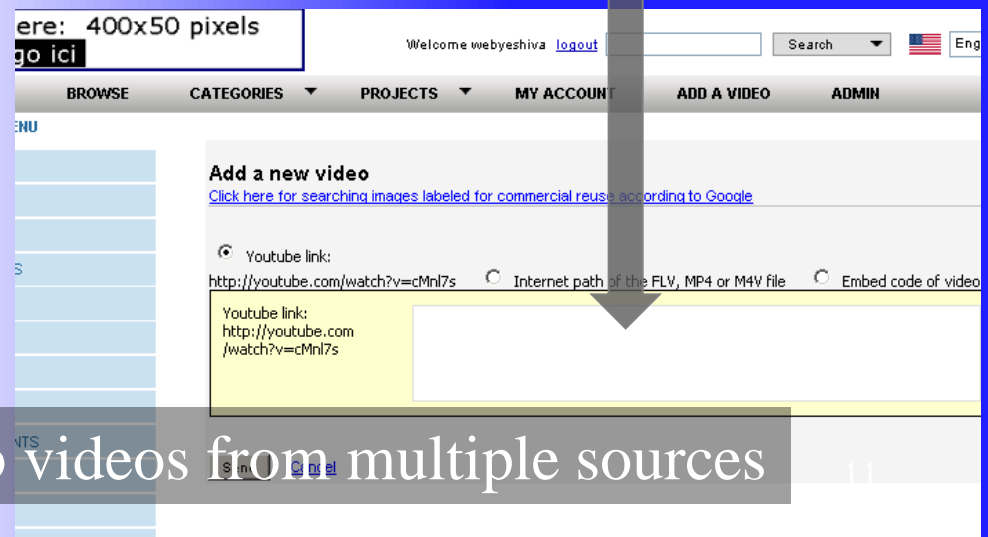 ere: 400x50 pixels
go ici
Welcome webyeshiva logout Search Eng
BROWSE CATEGORIES PROJECTS MY ACCOUNT ADD A VIDEO ADMIN
ENU
Add a new video
Click here for searching images labeled for commercial reuse according to Google
Youtube link:
http://youtube.com/watch?v=cMnl7s Internet path of the FLV, MP4 or M4V file Embed code of video
S
Youtube link:
http://youtube.com
/watch?v=cMnl7s
NTS
videos from multiple sources 11
Send Cancel